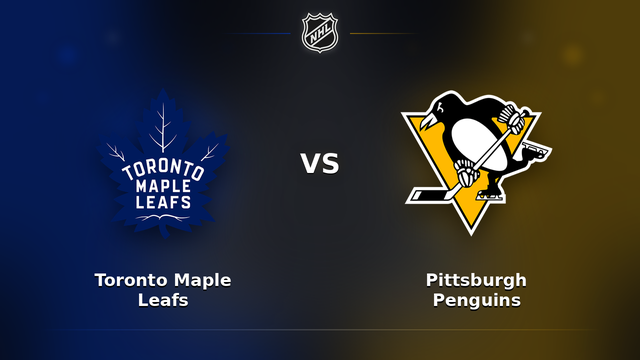 NHL
TORONTO
MAPLE
LEAFS
VS
Toronto Maple
Leafs
Pittsburgh
Penguins